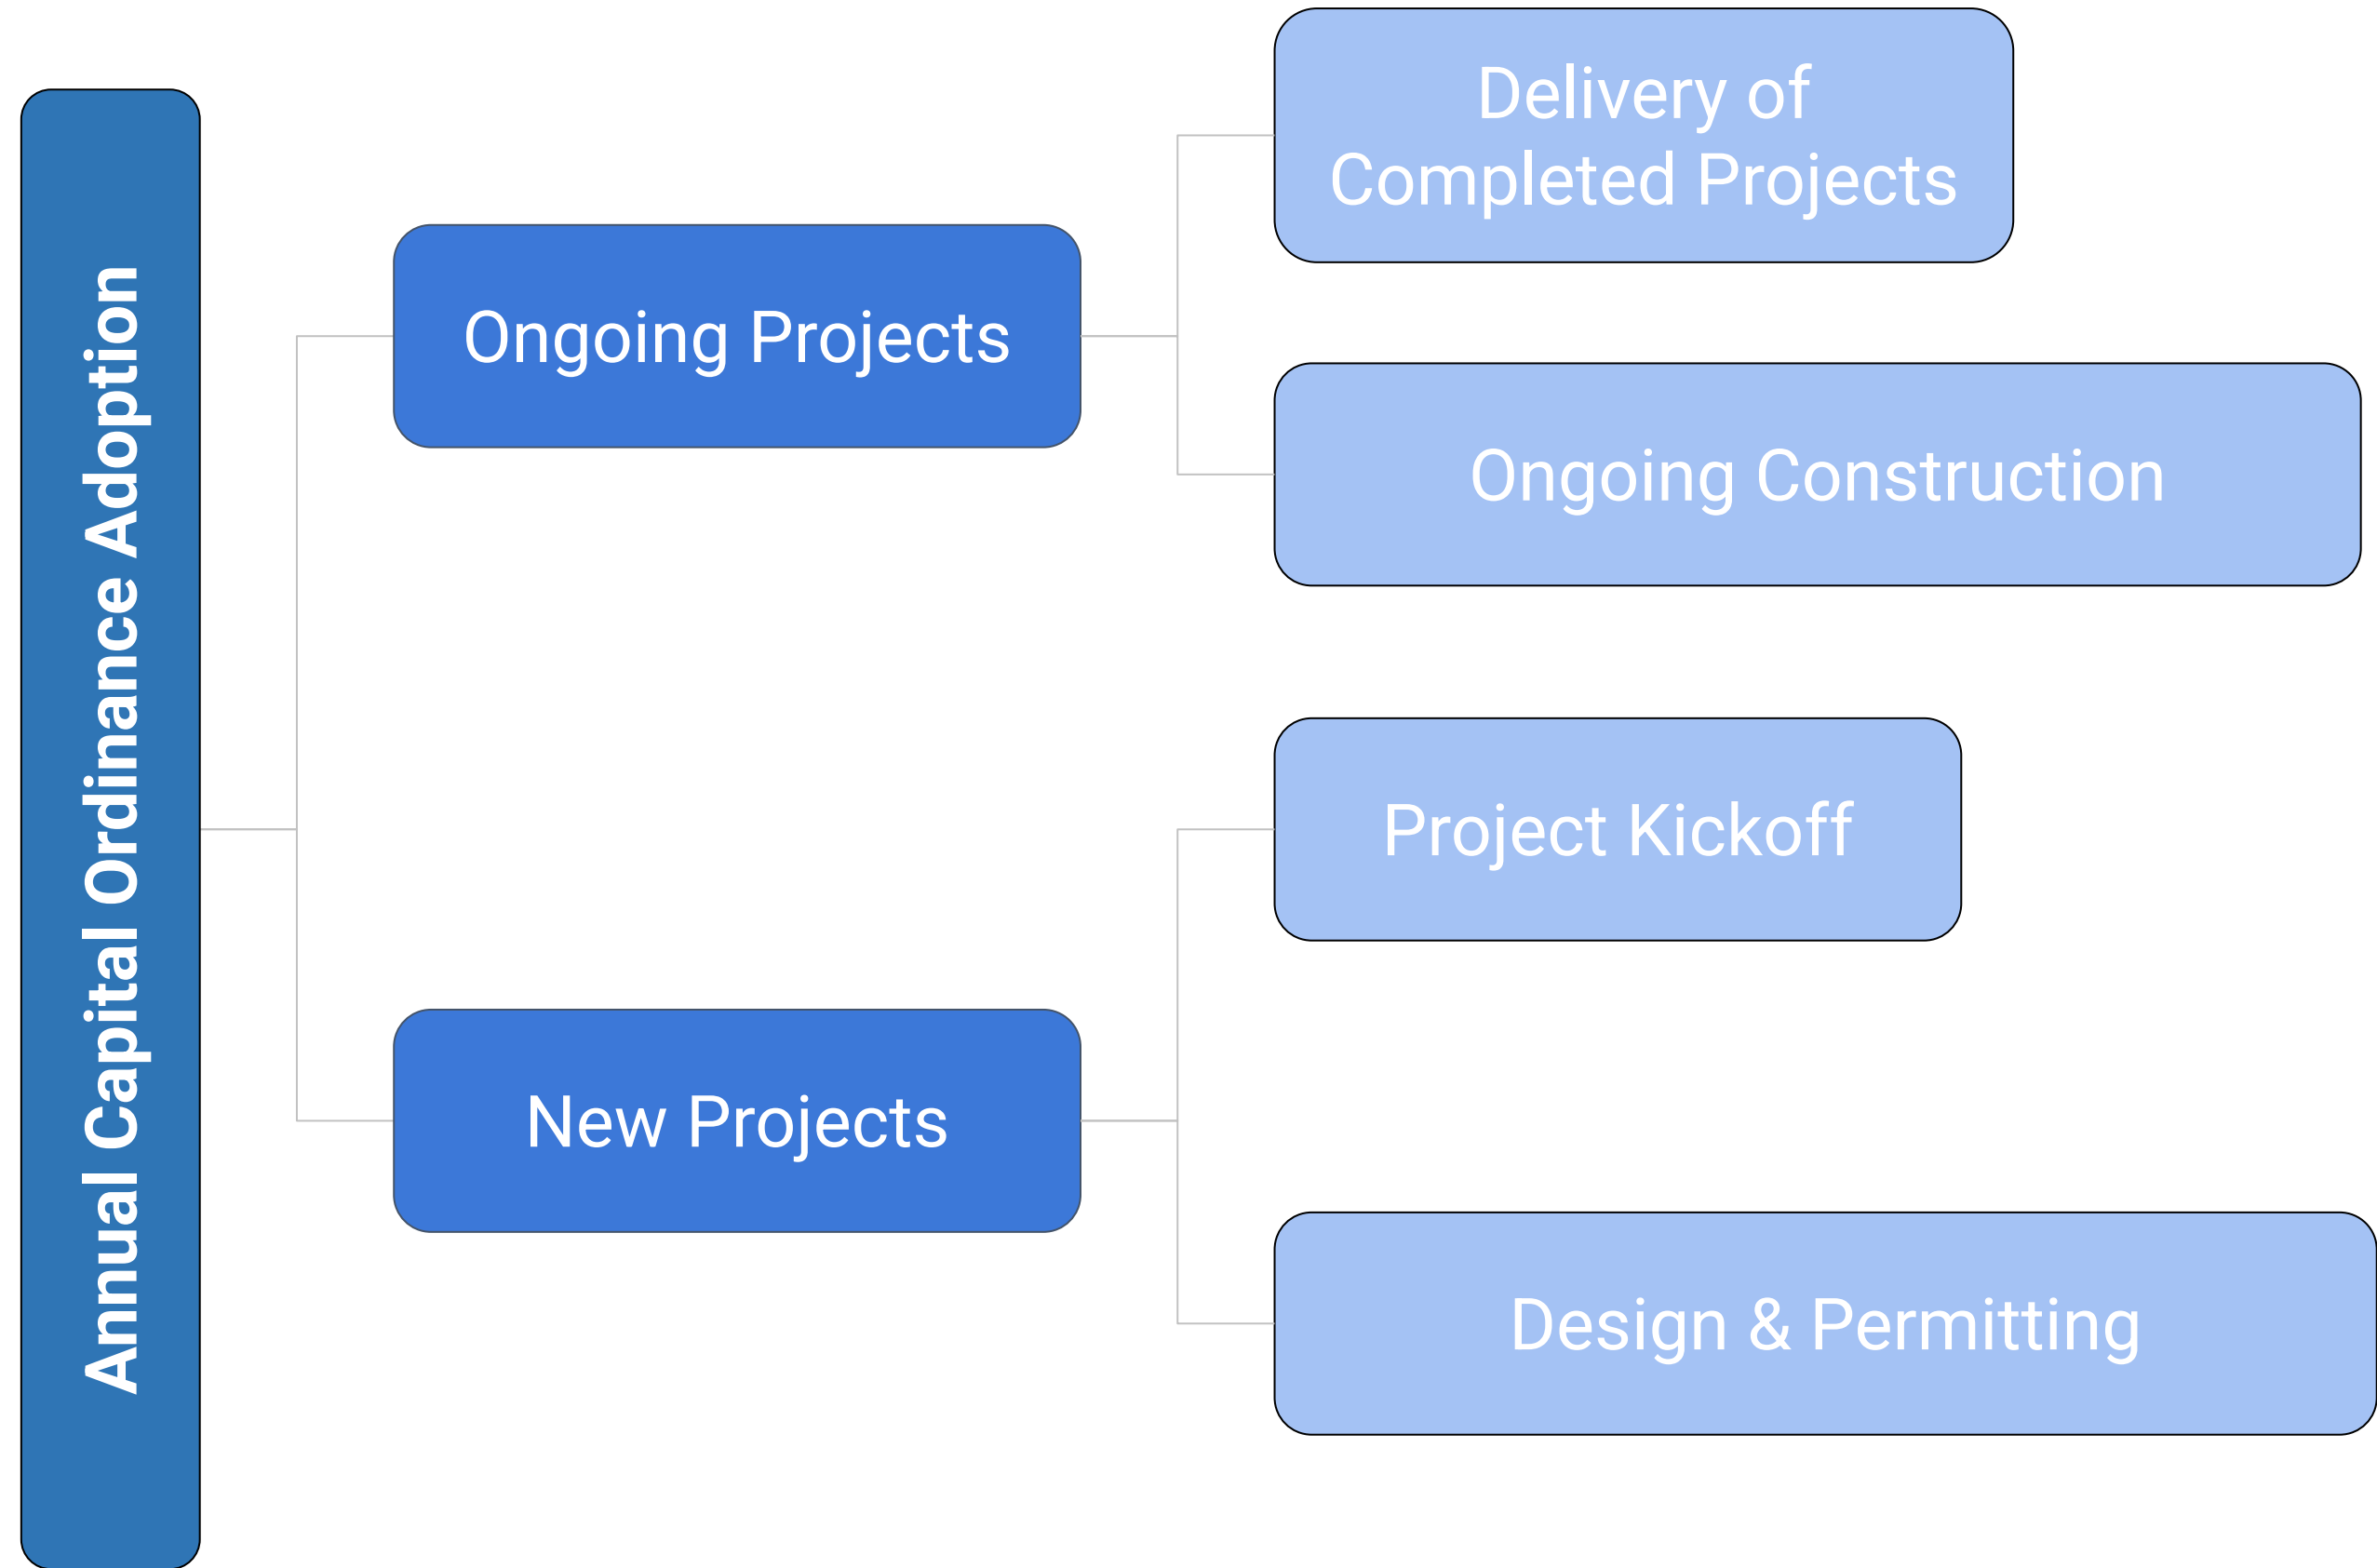 Annual Capital Ordinance Adoption
Ongoing Projects
Delivery of
Completed Projects
Ongoing Construction
New Projects
Project Kickoff
Design & Permitting